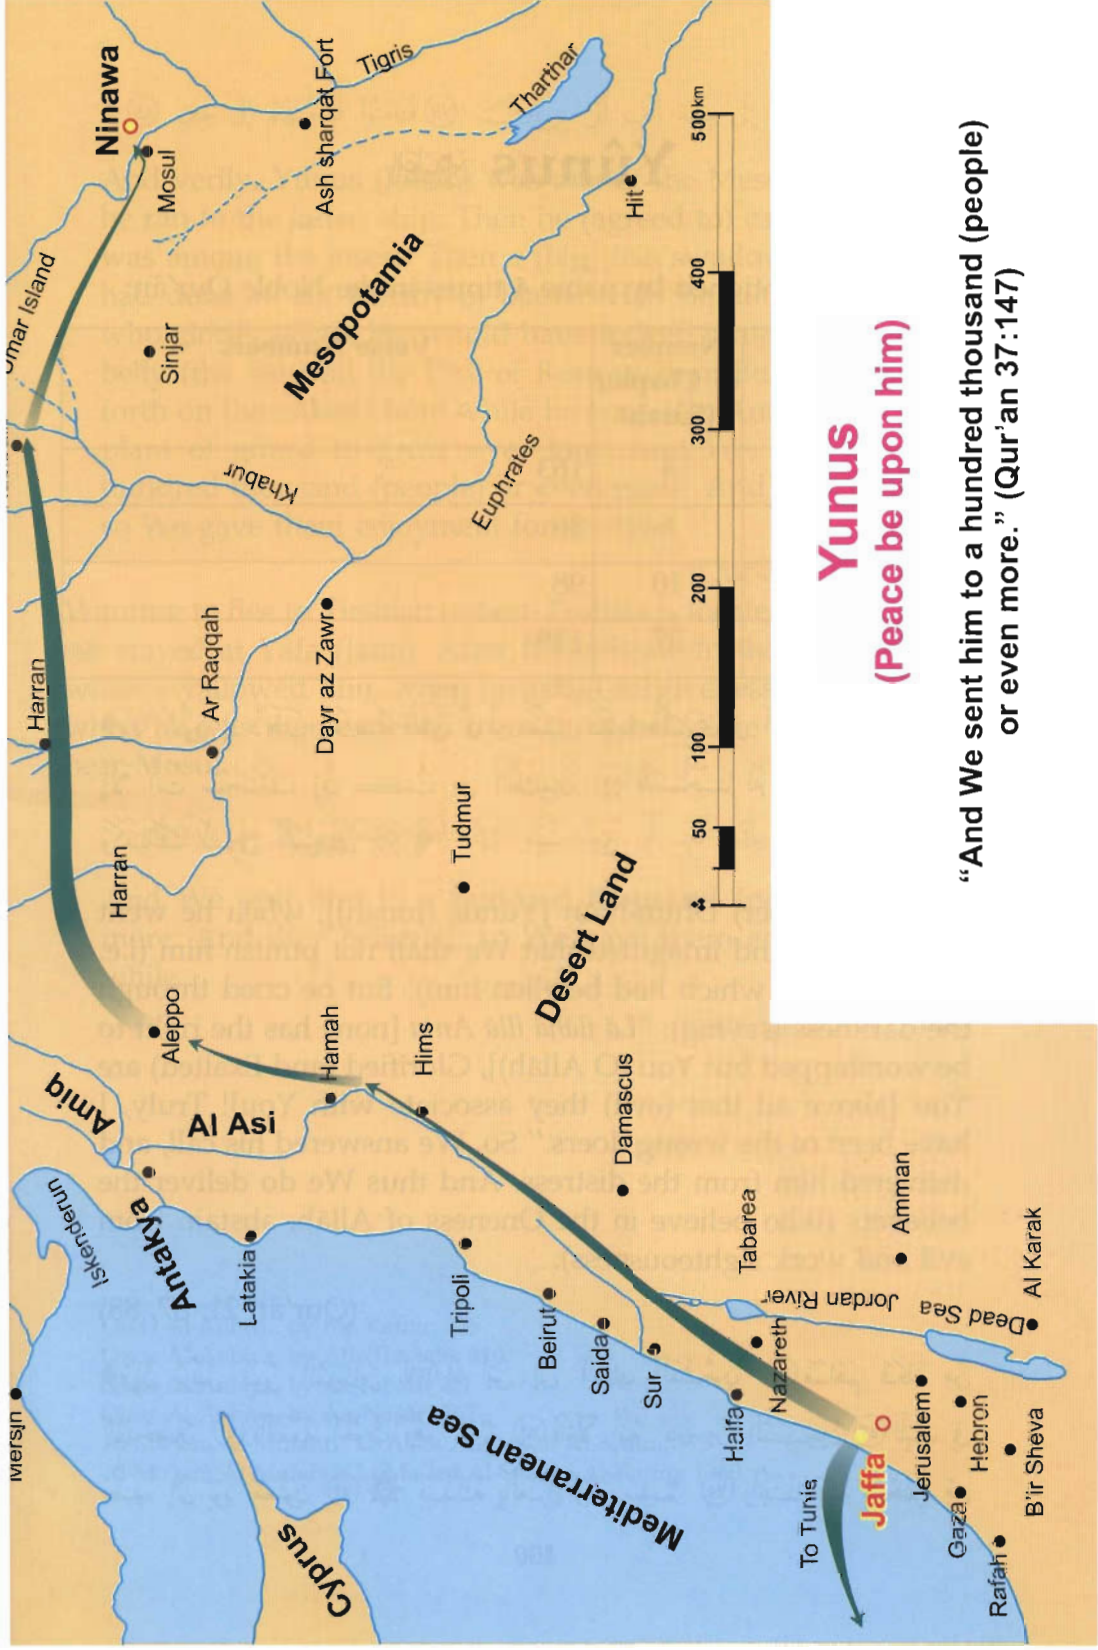 Mersin
Iskenderun
Amiq
Antakya
Aleppo
Harran
Harran
Omar Island
Ninawa
Mosul
Sinjar
Ash sharqat Fort
Tigris
Tharthar
Hit
Mesopotamia
Khabur
Euphrates
Ar Raqqah
Dayr az Zawr
Tudmur
Desert Land
Al Asi
Hamah
Hims
Latakia
Tripoli
Cyprus
Mediterranean Sea
Beirut
Saida
Sur
Damascus
Haifa
Nazareth
Tabarea
Jordan River
Amman
Dead Sea
Al Karak
To Tunis
Jaffa
Jerusalem
Hebron
Gaza
B'ir Sheva
Rafah
50 100 200 300 400 500 km
Yunus
(Peace be upon him)
“And We sent him to a hundred thousand (people)
or even more.” (Qur'an 37:147)